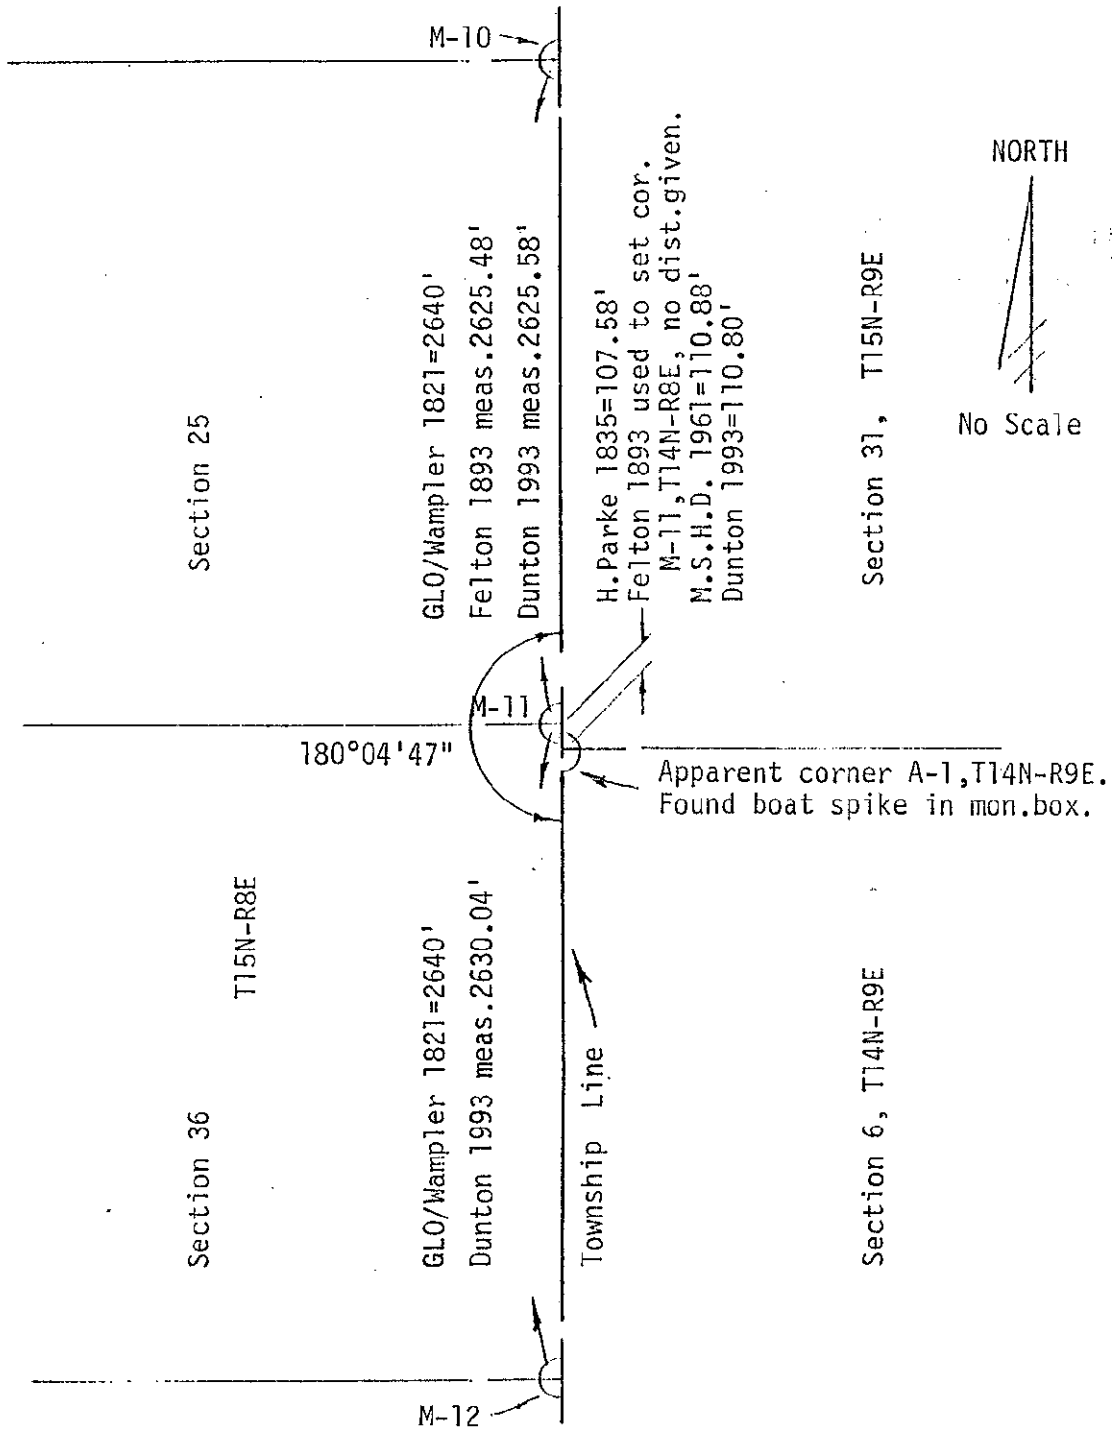 M-10
NORTH
No Scale
Section 25
GLO/Wampler 1821=2640'
Felton 1893 meas.2625.48'
Dunton 1993 meas.2625.58'
H.Parke 1835=107.58'
Felton 1893 used to set cor.
M-11,T14N-R8E, no dist.given.
M.S.H.D. 1961=110.88'
Dunton 1993=110.80'
Section 31, T15N-R9E
M-11
180°04'47"
Apparent corner A-1,T14N-R9E.
Found boat spike in mon.box.
Section 36
T15N-R8E
GLO/Wampler 1821=2640'
Dunton 1993 meas.2630.04'
Township Line
Section 6, T14N-R9E
M-12